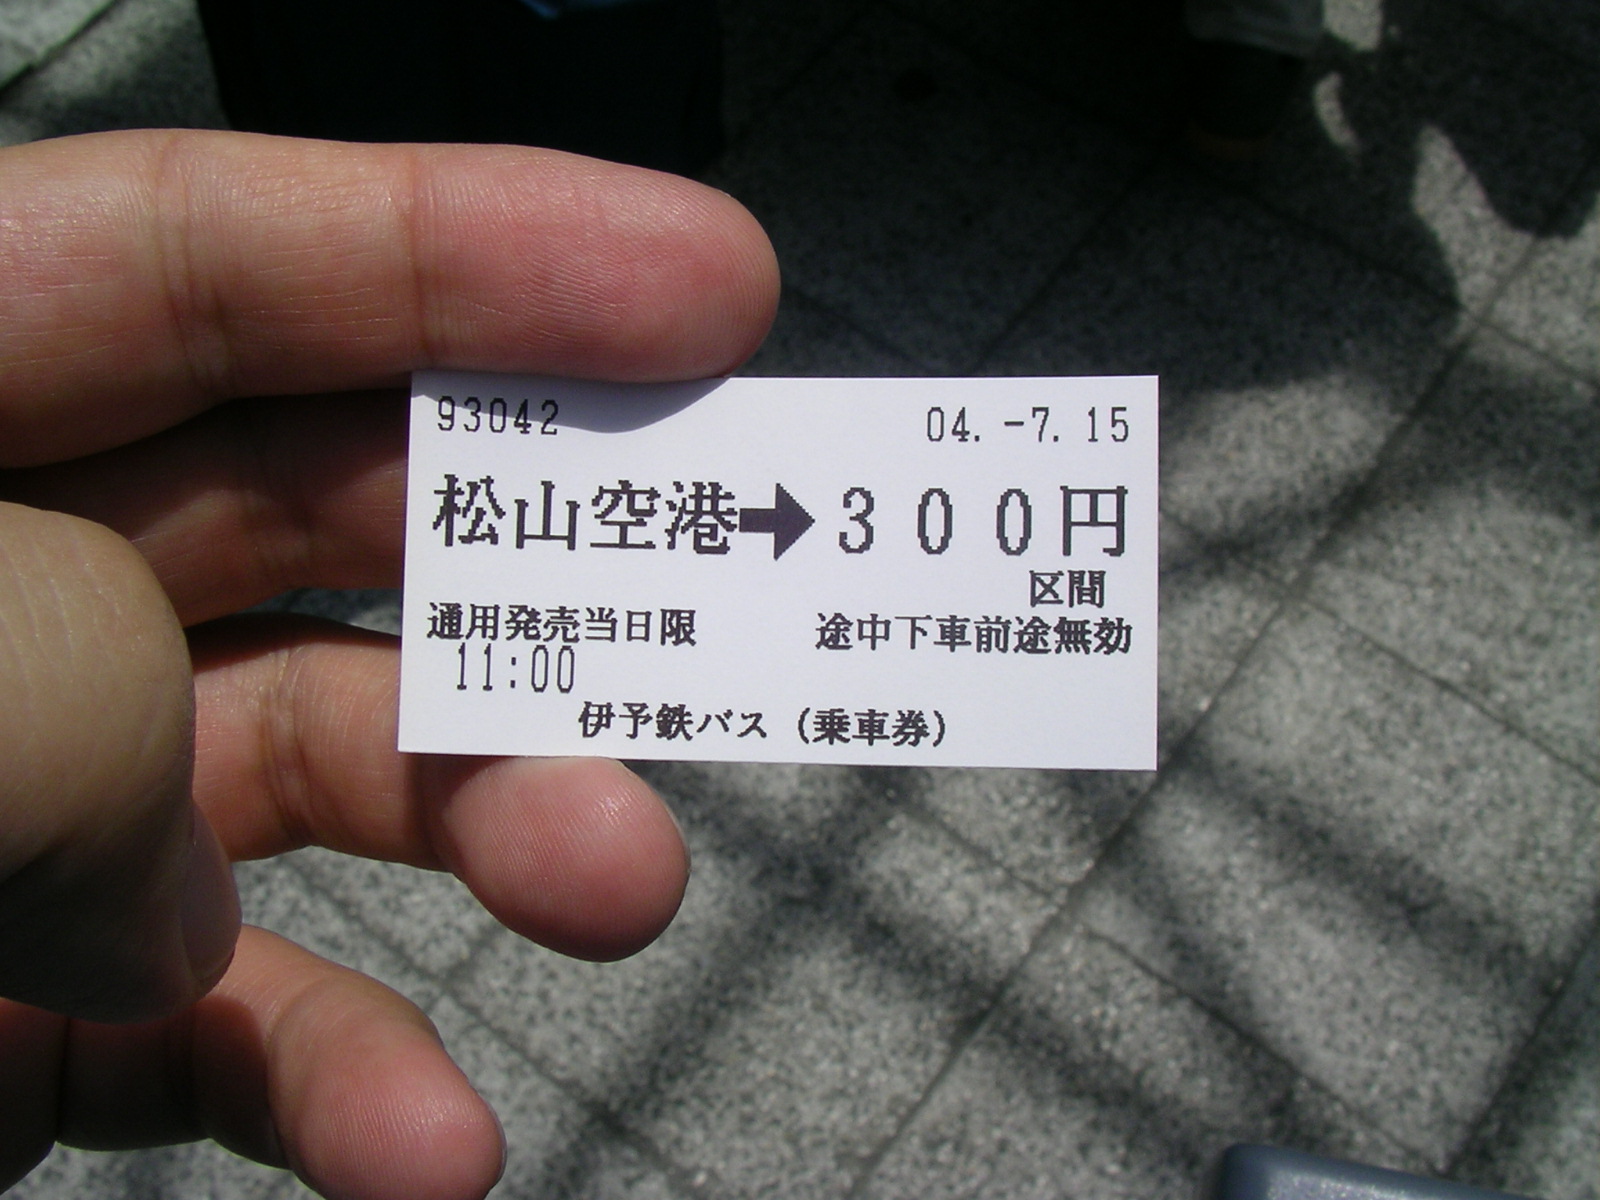 93042 04.-7.15
松山空港➡300円
区間
通用発売当日限 途中下車前途無効
11:00
伊予鉄バス (乗車券)